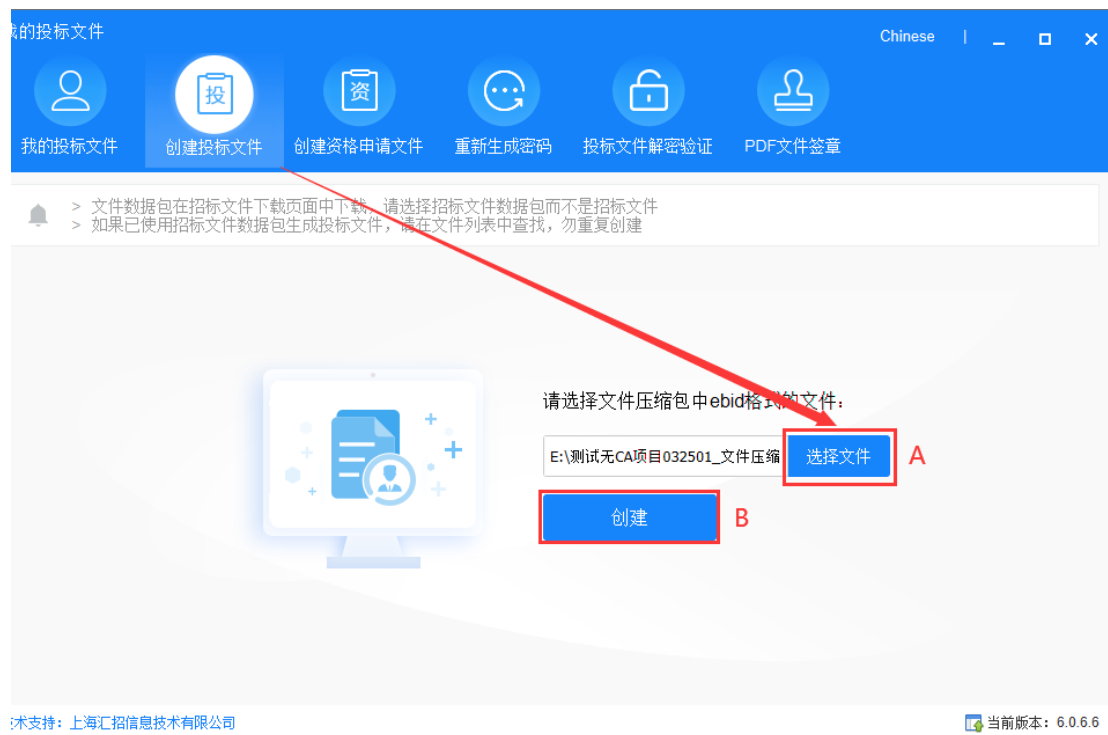 我的投标文件
Chinese
投
资
我的投标文件
创建投标文件
创建资格申请文件
重新生成密码
投标文件解密验证
PDF文件签章
> 文件数据包在招标文件下载页面中下载，请选择招标文件数据包而不是招标文件
> 如果已使用招标文件数据包生成投标文件，请在文件列表中查找，勿重复创建
请选择文件压缩包中ebid格式的文件：
E:\测试无CA项目032501_文件压缩
选择文件
A
创建
B
技术支持：上海汇招信息技术有限公司
当前版本：6.0.6.6